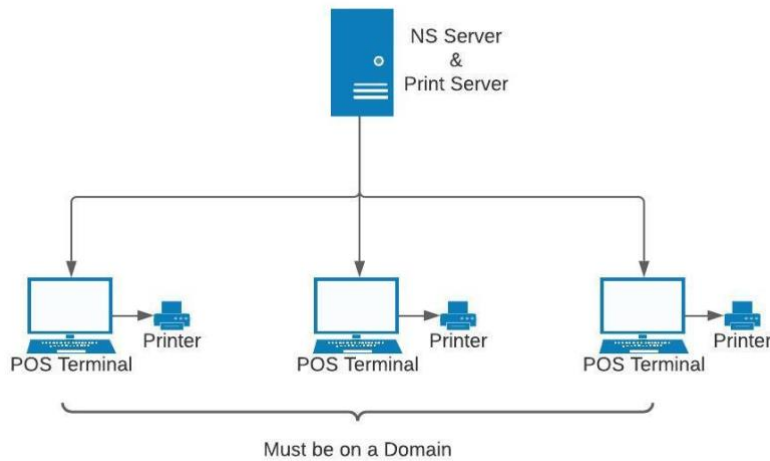 NS Server
&
Print Server
Printer
Printer
Printer
POS Terminal
POS Terminal
POS Terminal
Must be on a Domain